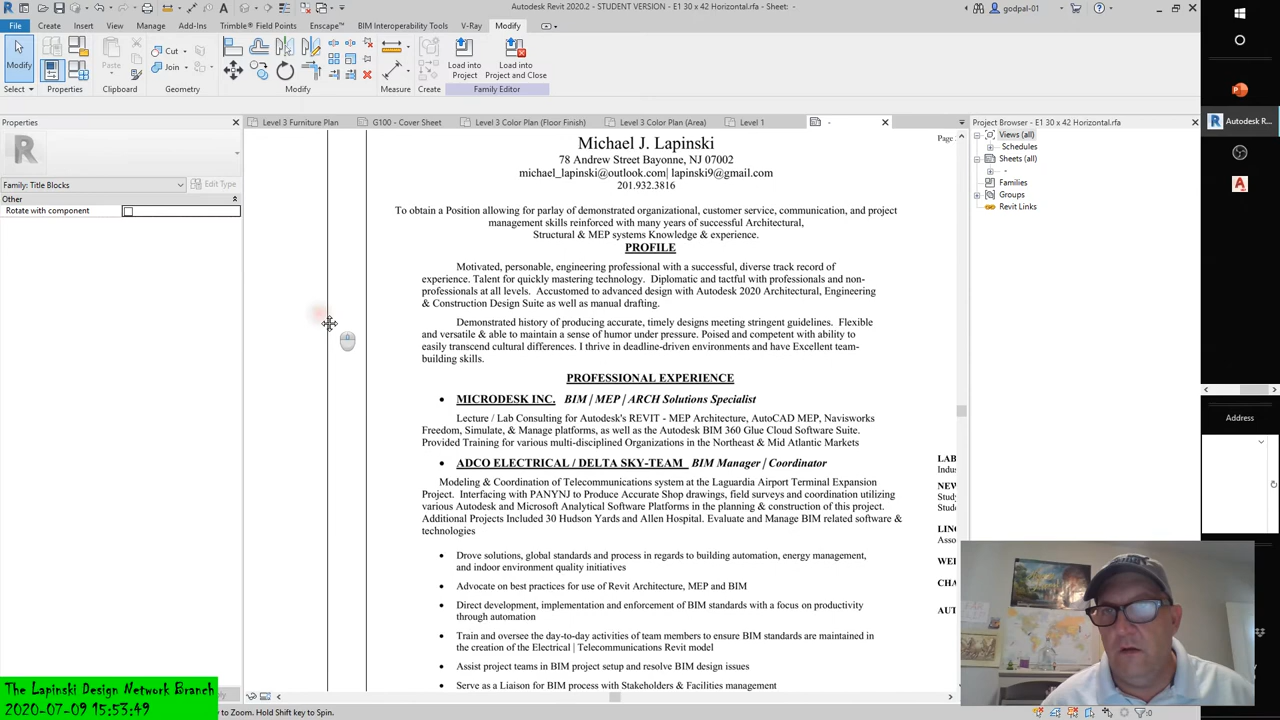 Autodesk Revit 2020.2 - STUDENT VERSION - E1 30 x 42 Horizontal.rfa - Sheet: -
godpal-01
File Create Insert View Manage Add-Ins Trimble® Field Points Enscape™ BIM Interoperability Tools V-Ray Modify
Modify
Paste
Cut
Join
Load into Project
Load into Project and Close
Select Properties Clipboard Geometry Modify Measure Create Family Editor
Properties
Level 3 Furniture Plan
G100 - Cover Sheet
Level 3 Color Plan (Floor Finish)
Level 3 Color Plan (Area)
Level 1
-
Project Browser - E1 30 x 42 Horizontal.rfa
Family: Title Blocks
Edit Type
Other
Rotate with component
Views (all)
Schedules
Sheets (all)
-
Families
Groups
Revit Links
Autodesk R...
Address
Michael J. Lapinski
78 Andrew Street Bayonne, NJ 07002
michael_lapinski@outlook.com| lapinski9@gmail.com
201.932.3816
Page
To obtain a Position allowing for parlay of demonstrated organizational, customer service, communication, and project
management skills reinforced with many years of successful Architectural,
Structural & MEP systems Knowledge & experience.
PROFILE
Motivated, personable, engineering professional with a successful, diverse track record of
experience. Talent for quickly mastering technology. Diplomatic and tactful with professionals and non-
professionals at all levels. Accustomed to advanced design with Autodesk 2020 Architectural, Engineering
& Construction Design Suite as well as manual drafting.
Demonstrated history of producing accurate, timely designs meeting stringent guidelines. Flexible
and versatile & able to maintain a sense of humor under pressure. Poised and competent with ability to
easily transcend cultural differences. I thrive in deadline-driven environments and have Excellent team-
building skills.
PROFESSIONAL EXPERIENCE
• MICRODESK INC. BIM / MEP / ARCH Solutions Specialist
Lecture / Lab Consulting for Autodesk's REVIT - MEP Architecture, AutoCAD MEP, Navisworks
Freedom, Simulate, & Manage platforms, as well as the Autodesk BIM 360 Glue Cloud Software Suite.
Provided Training for various multi-disciplined Organizations in the Northeast & Mid Atlantic Markets
• ADCO ELECTRICAL / DELTA SKY-TEAM BIM Manager / Coordinator
Modeling & Coordination of Telecommunications system at the Laguardia Airport Terminal Expansion
Project. Interfacing with PANYNJ to Produce Accurate Shop drawings, field surveys and coordination utilizing
various Autodesk and Microsoft Analytical Software Platforms in the planning & construction of this project.
Additional Projects Included 30 Hudson Yards and Allen Hospital. Evaluate and Manage BIM related software &
technologies
• Drove solutions, global standards and process in regards to building automation, energy management,
and indoor environment quality initiatives
• Advocate on best practices for use of Revit Architecture, MEP and BIM
• Direct development, implementation and enforcement of BIM standards with a focus on productivity
through automation
• Train and oversee the day-to-day activities of team members to ensure BIM standards are maintained in
the creation of the Electrical | Telecommunications Revit model
• Assist project teams in BIM project setup and resolve BIM design issues
• Serve as a Liaison for BIM process with Stakeholders & Facilities management
LAB
Indus
NEW
Study
Stude
LING
Asso
WEI
CHA
AUT
The Lapinski Design Network Branch
2020-07-09 15:53:49
to Zoom. Hold Shift key to Spin.
:0